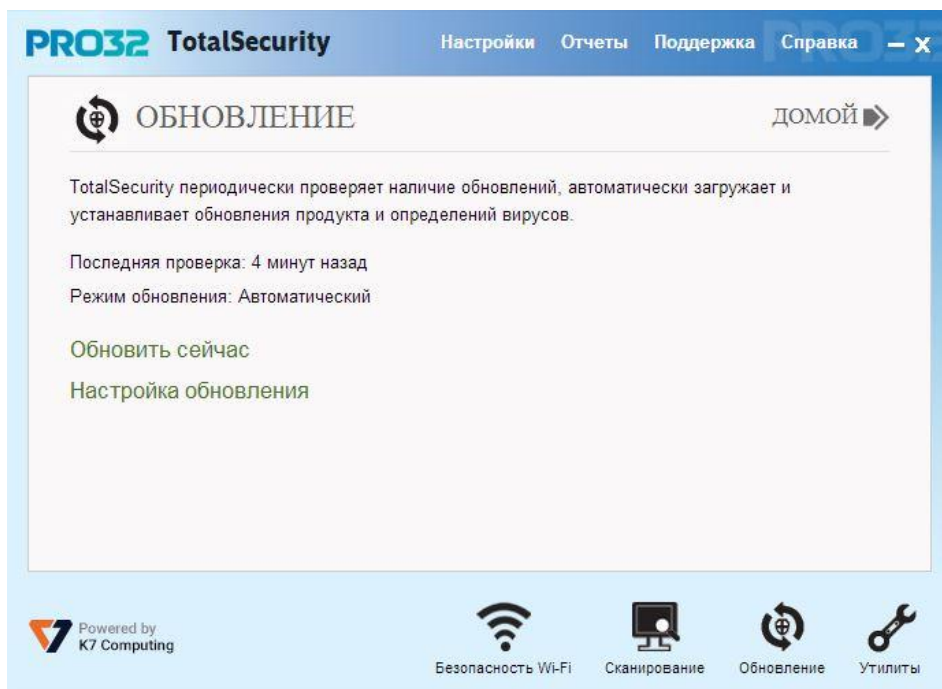 PRO32 TotalSecurity Настройки Отчеты Поддержка Справка
ОБНОВЛЕНИЕ ДОМОЙ
TotalSecurity периодически проверяет наличие обновлений, автоматически загружает и
устанавливает обновления продукта и определений вирусов.
Последняя проверка: 4 минут назад
Режим обновления: Автоматический
Обновить сейчас
Настройка обновления
Powered by
K7 Computing
Безопасность Wi-Fi Сканирование Обновление Утилиты